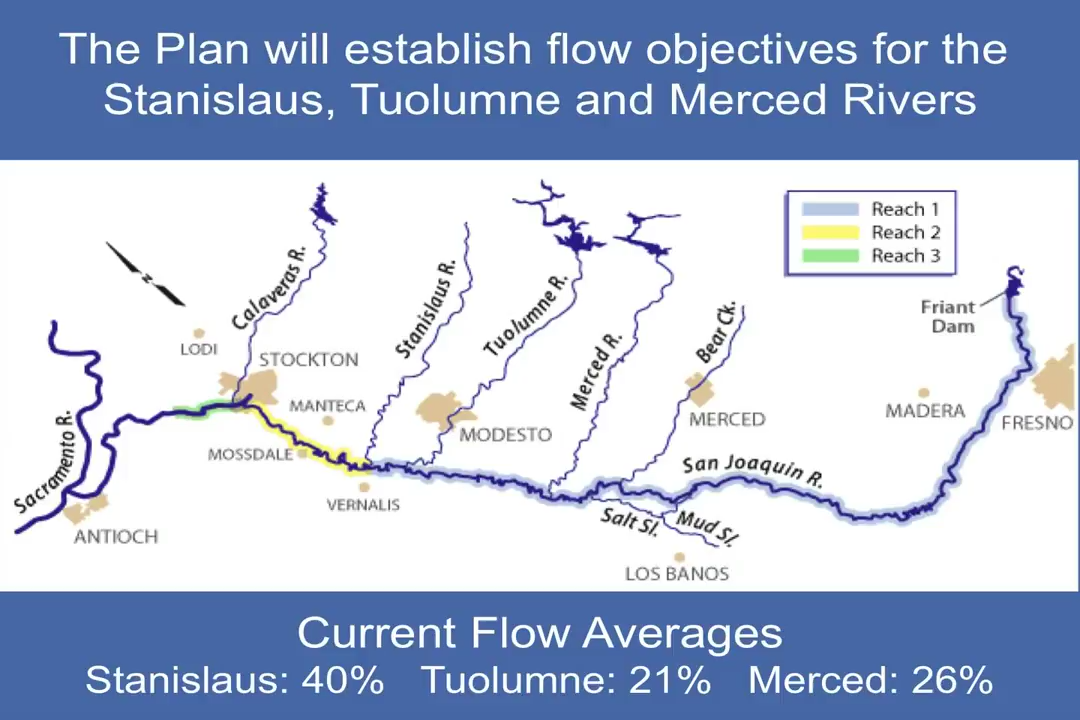 The Plan will establish flow objectives for the
Stanislaus, Tuolumne and Merced Rivers
Reach 1
Reach 2
Reach 3
Calaveras R.
Stanislaus R.
Tuolumne R.
Merced R.
Bear Ck.
Friant
Dam
N
LODI
STOCKTON
MANTECA
MODESTO
MERCED
MADERA
FRESNO
Sacramento R.
MOSSDALE
VERNALIS
San Joaquin R.
Salt Sl.
Mud Sl.
ANTIOCH
LOS BANOS
Current Flow Averages
Stanislaus: 40% Tuolumne: 21% Merced: 26%